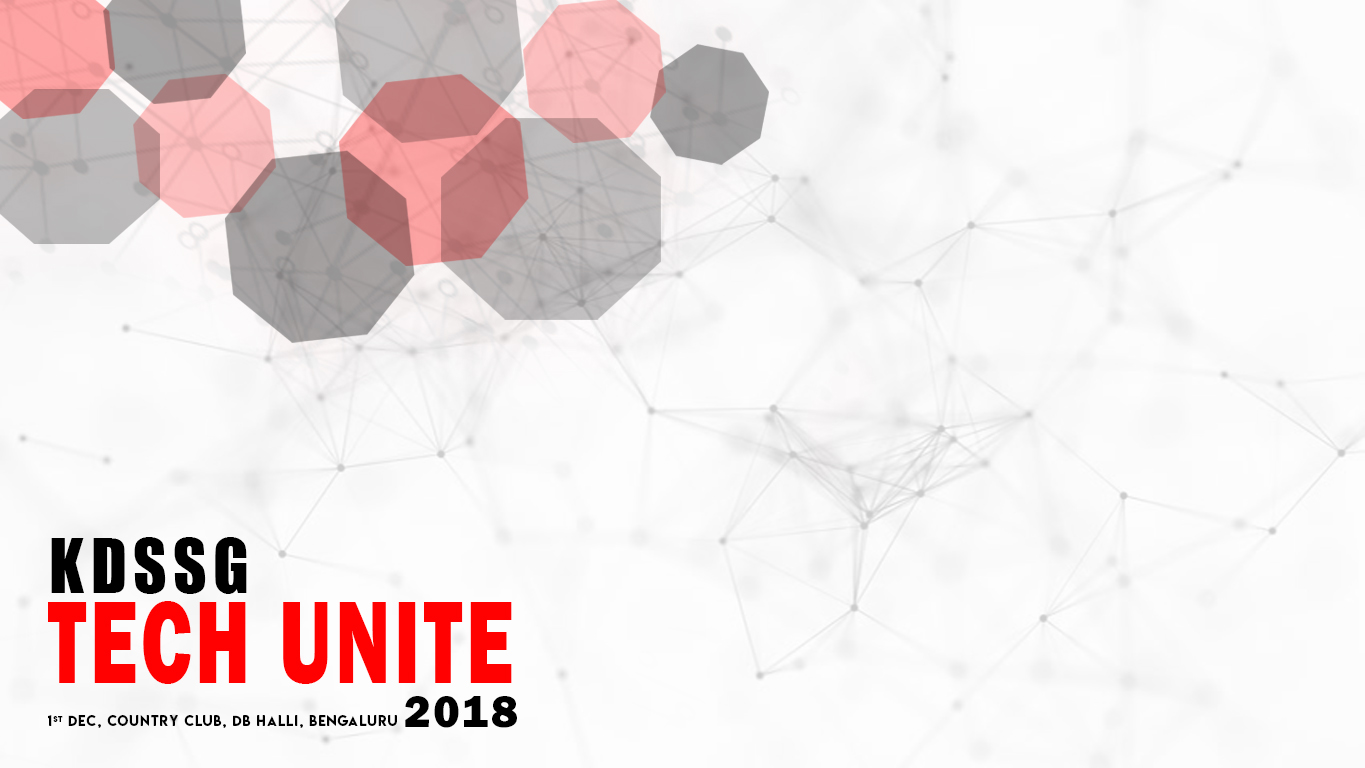 KDSSG
TECH UNITE
1ST DEC, COUNTRY CLUB, DB HALLI, BENGALURU 2018